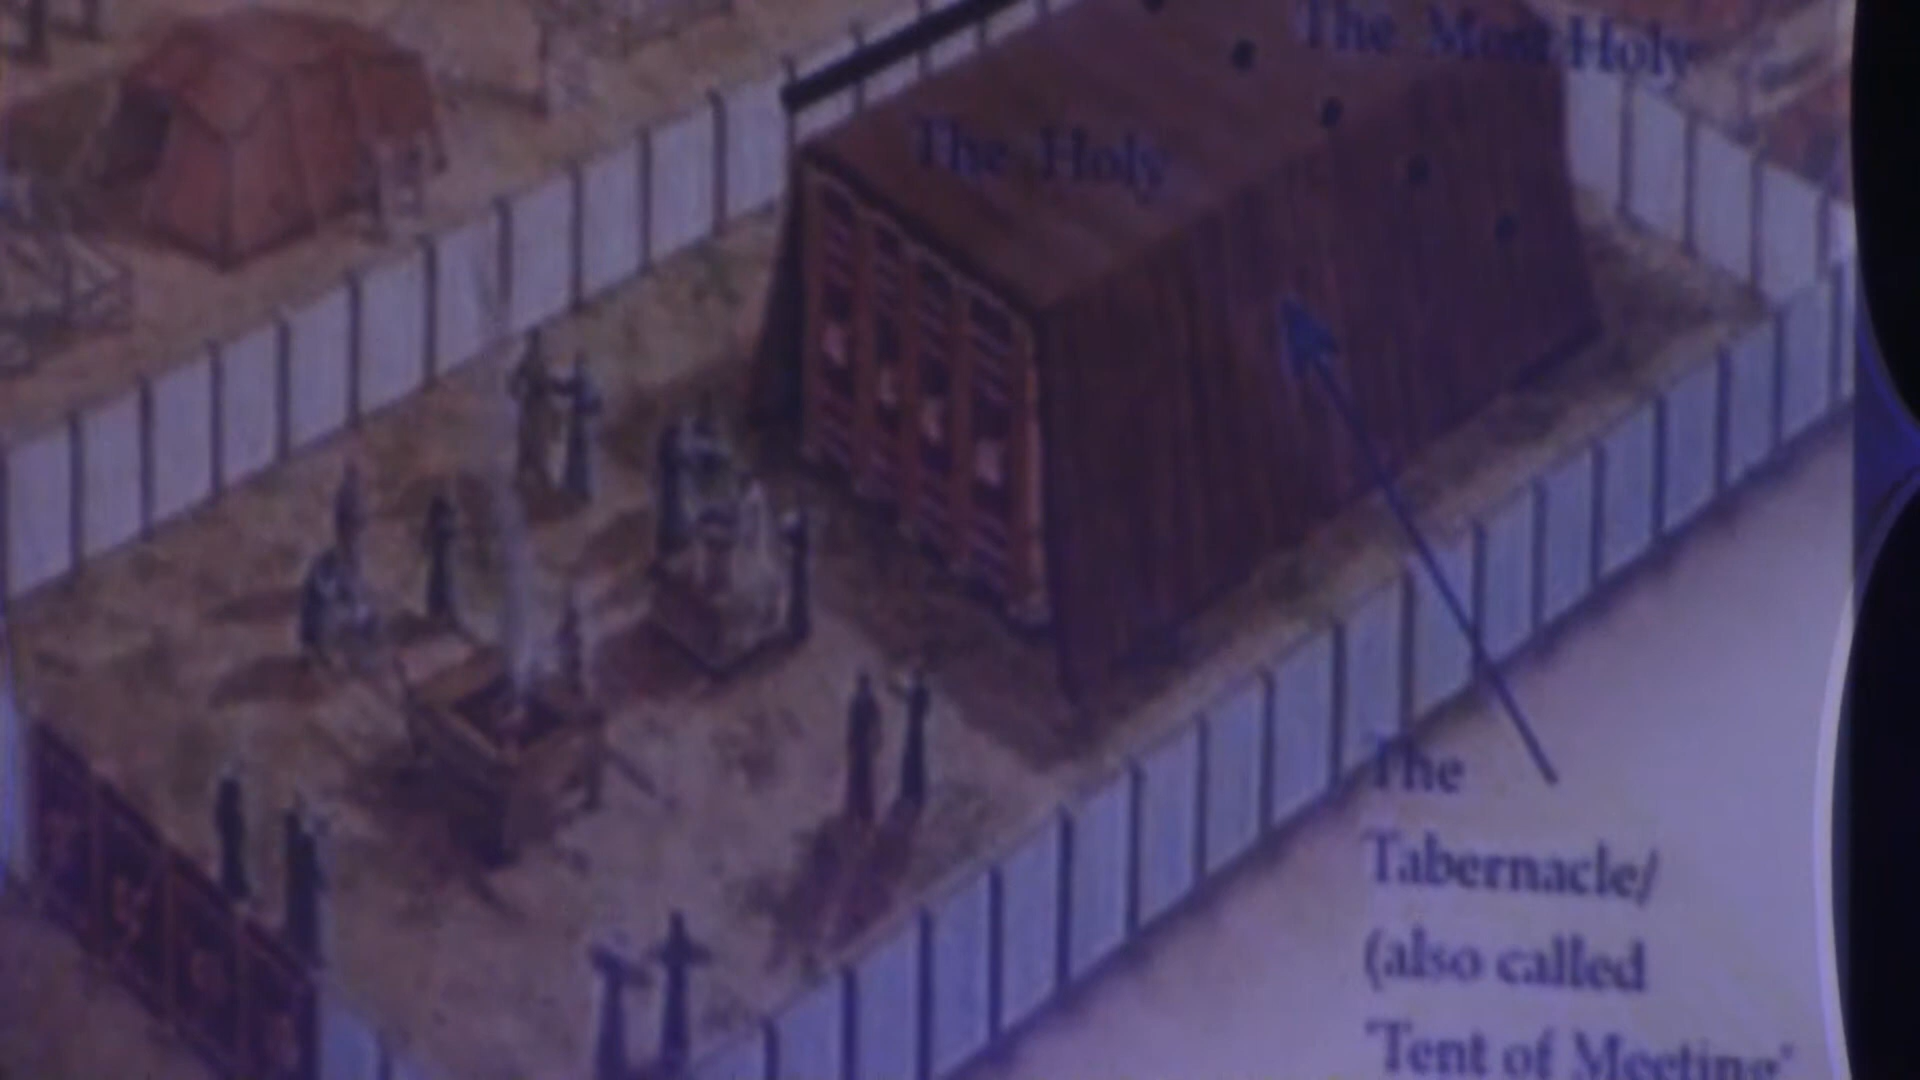 The Most Holy
The Holy
The
Tabernacle/
(also called
'Tent of Meeting'